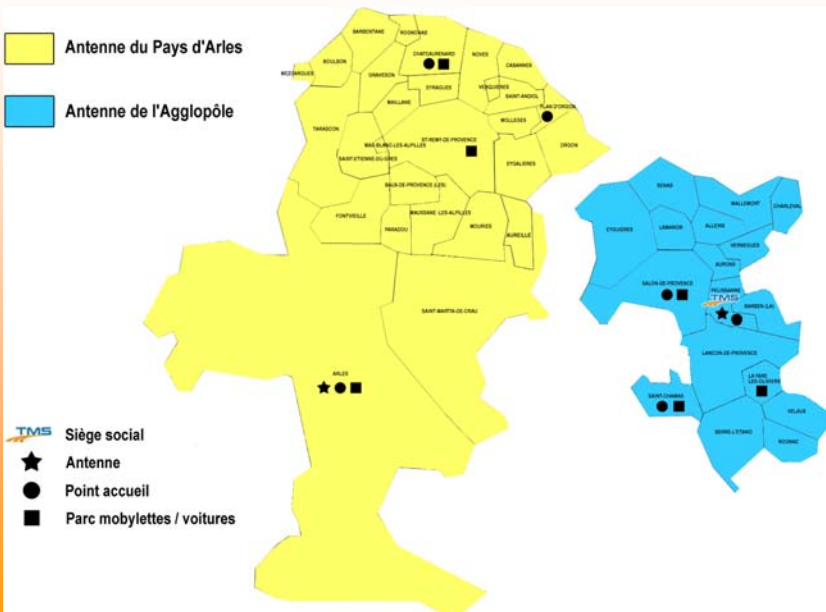 Antenne du Pays d'Arles
Antenne de l'Agglopôle
BARBENTANE
ROGNONAS
CHATEAURENARD
NOVES
CABANNES
BOULBON
MEZOARGUES
GRAVESON
EYRAGUES
VERQUIERES
SAINT-ANDIOL
PLAN D'ORGON
MAILLANE
MOLLEGES
TARASCON
ST-REMY-DE-PROVENCE
MAS-BLANC-LES-ALPILLES
ORGON
SAINT-ETIENNE-DU-GRES
EYGALIERES
BAUX-DE-PROVENCE (LES)
FONTVIEILLE
MAUSSANE-LES-ALPILLES
PARADOU
MOURIES
AUREILLE
SAINT-MARTIN-DE-CRAU
ARLES
SENAS
MALLEMONT
CHARLEVAL
EYGUIERES
LAMANON
ALLEINS
VERNEGUES
AURONS
SALON-DE-PROVENCE
PELISSANNE
TMS
BARBEN (LA)
LANCON-DE-PROVENCE
LA FARE
LES-OLIVIERS
SAINT-CHAMAS
VELAUX
BERRE-L'ETANG
ROGNAC
TMS Siège social
Antenne
Point accueil
Parc mobylettes / voitures